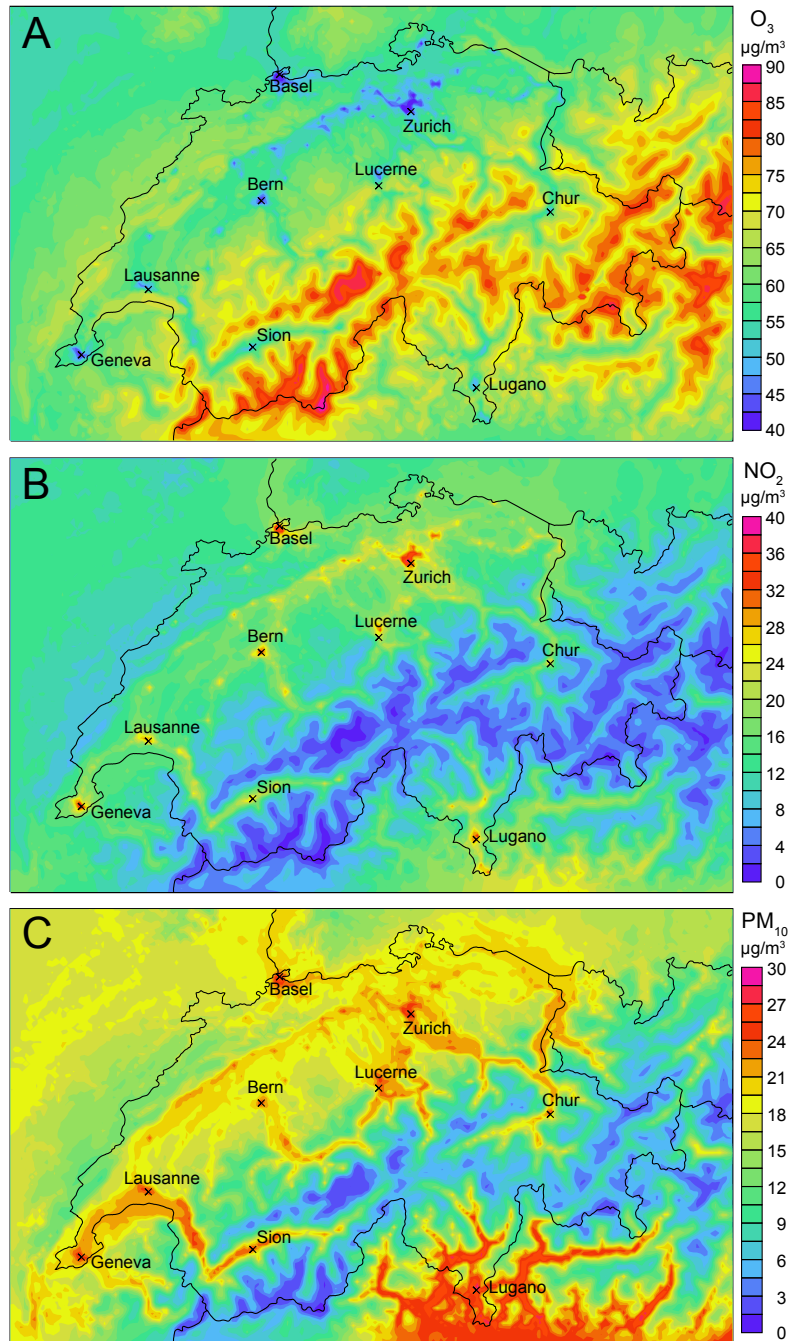 A
O3
µg/m³
90
85
80
75
70
65
60
55
50
45
40
Basel
Zurich
Lucerne
Bern
Chur
Lausanne
Sion
Geneva
Lugano
B
NO2
µg/m³
40
36
32
28
24
20
16
12
8
4
0
Basel
Zurich
Lucerne
Bern
Chur
Lausanne
Sion
Geneva
Lugano
C
PM10
µg/m³
30
27
24
21
18
15
12
9
6
3
0
Basel
Zurich
Lucerne
Bern
Chur
Lausanne
Sion
Geneva
Lugano